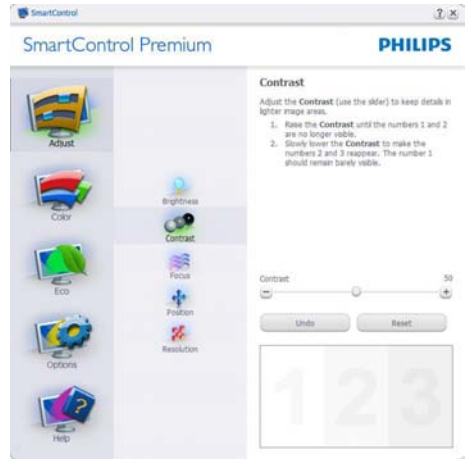 SmartControl
? X
SmartControl Premium
PHILIPS
Adjust
Color
Eco
Options
Help
Brightness
Contrast
Focus
Position
Resolution
Contrast
Adjust the Contrast (use the slider) to keep details in
lighter image areas.
1. Raise the Contrast until the numbers 1 and 2
are no longer visible.
2. Slowly lower the Contrast to make the
numbers 2 and 3 reappear. The number 1
should remain barely visible.
Contrast 50
Undo Reset
1 2 3